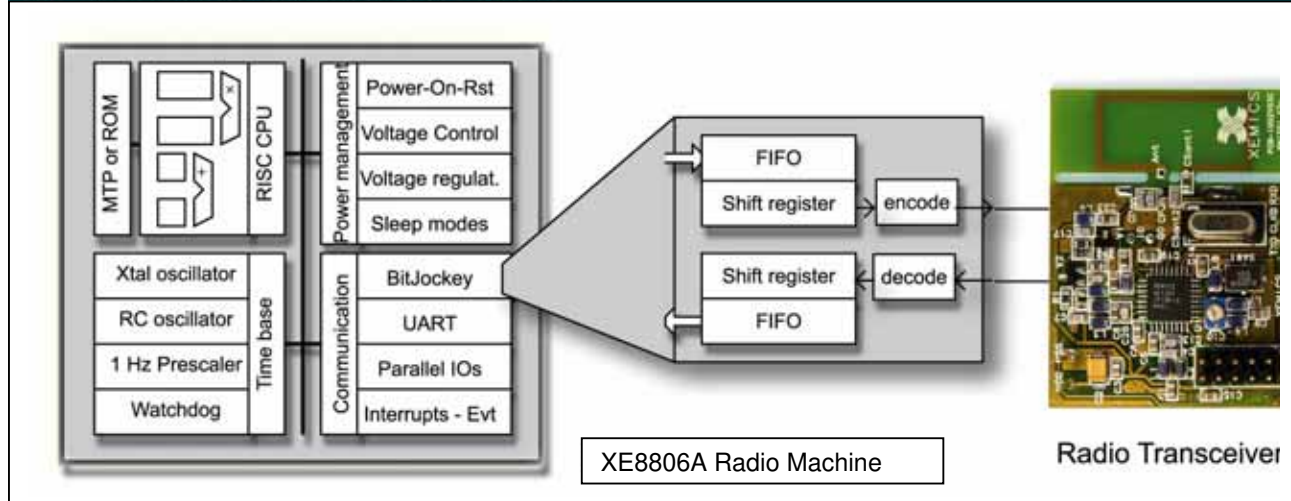 MTP or ROM
RISC CPU
×
+
Power management
Power-On-Rst
Voltage Control
Voltage regulat.
Sleep modes
Xtal oscillator
RC oscillator
1 Hz Prescaler
Watchdog
Time base
Communication
BitJockey
UART
Parallel IOs
Interrupts - Evt
FIFO
Shift register
encode
Shift register
decode
FIFO
XEMICS
Ant
XE8806A Radio Machine
Radio Transceiver